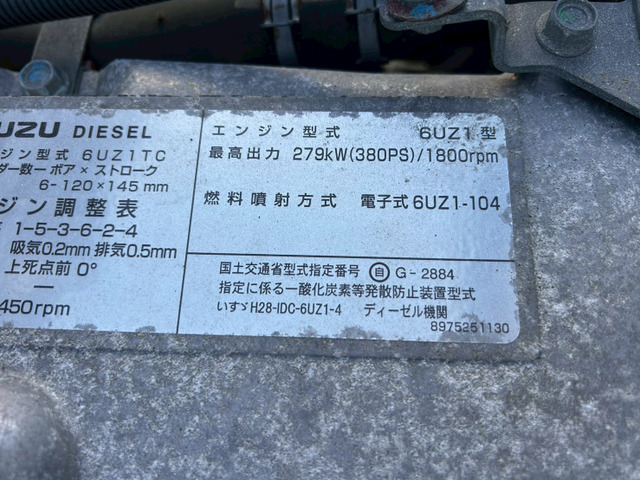 UZU DIESEL
ジン型式 6UZ1TC
ダー数－ボア×ストローク
6-120×145mm
ジン調整表
1-5-3-6-2-4
吸気0.2mm 排気0.5mm
上死点前 0°
—
450rpm
エンジン型式 6UZ1型
最高出力 279kW(380PS)/1800rpm
燃料噴射方式 電子式6UZ1-104
国土交通省型式指定番号 自 G-2884
指定に係る一酸化炭素等発散防止装置型式
いすゞH28-IDC-6UZ1-4 ディーゼル機関
8975251130